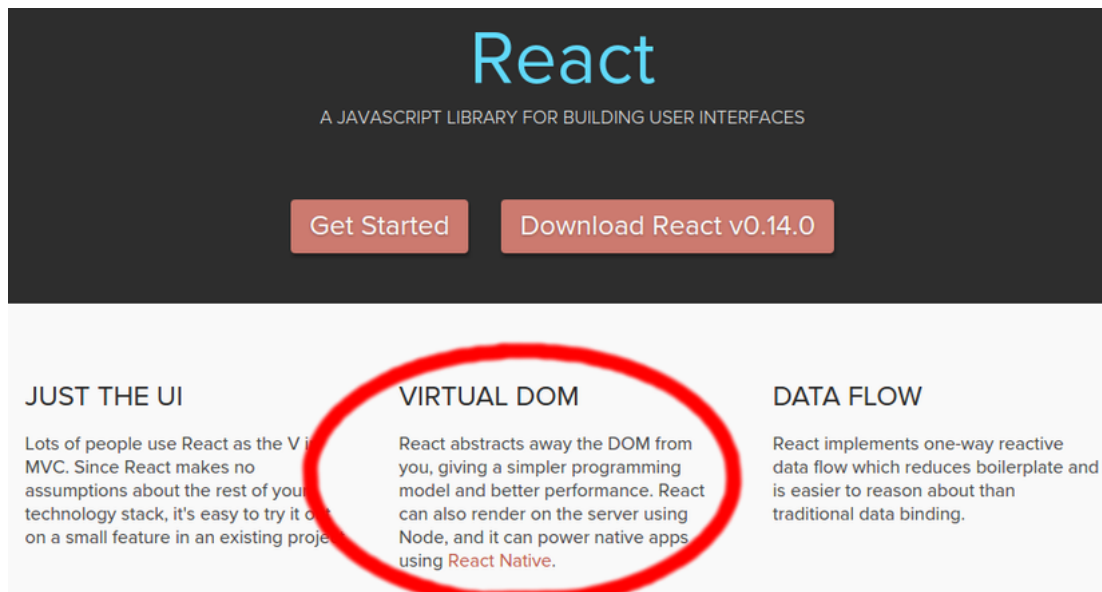 React
A JAVASCRIPT LIBRARY FOR BUILDING USER INTERFACES
Get Started
Download React v0.14.0
JUST THE UI
Lots of people use React as the V in
MVC. Since React makes no
assumptions about the rest of your
technology stack, it's easy to try it out
on a small feature in an existing project
VIRTUAL DOM
React abstracts away the DOM from
you, giving a simpler programming
model and better performance. React
can also render on the server using
Node, and it can power native apps
using React Native.
DATA FLOW
React implements one-way reactive
data flow which reduces boilerplate and
is easier to reason about than
traditional data binding.